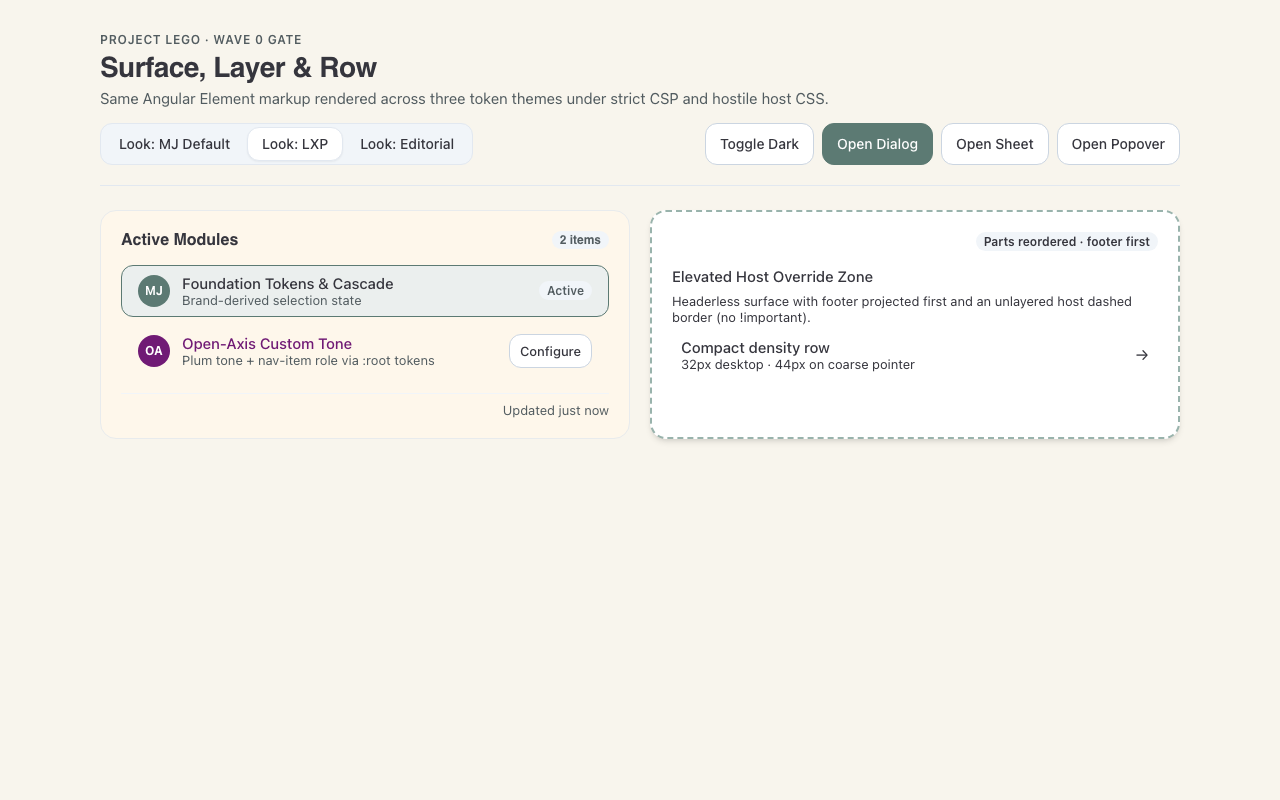 PROJECT LEGO · WAVE 0 GATE
Surface, Layer & Row
Same Angular Element markup rendered across three token themes under strict CSP and hostile host CSS.
Look: MJ Default
Look: LXP
Look: Editorial
Toggle Dark
Open Dialog
Open Sheet
Open Popover
Active Modules
2 items
MJ
Foundation Tokens & Cascade
Brand-derived selection state
Active
OA
Open-Axis Custom Tone
Plum tone + nav-item role via :root tokens
Configure
Updated just now
Parts reordered · footer first
Elevated Host Override Zone
Headerless surface with footer projected first and an unlayered host dashed
border (no !important).
Compact density row
32px desktop · 44px on coarse pointer
→